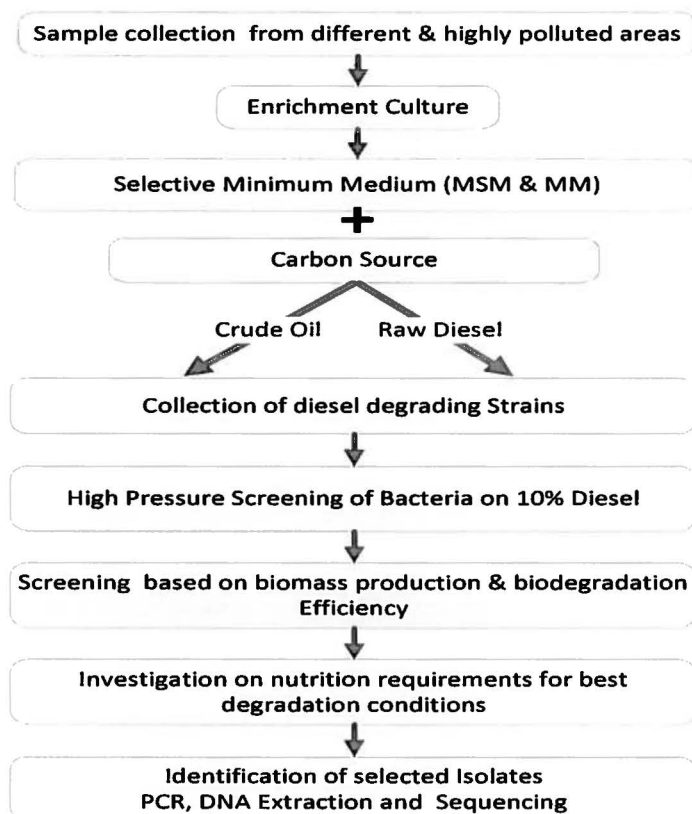 Sample collection from different & highly polluted areas
Enrichment Culture
Selective Minimum Medium (MSM & MM)
+
Carbon Source
Crude Oil Raw Diesel
Collection of diesel degrading Strains
High Pressure Screening of Bacteria on 10% Diesel
Screening based on biomass production & biodegradation
Efficiency
Investigation on nutrition requirements for best
degradation conditions
Identification of selected Isolates
PCR, DNA Extraction and Sequencing